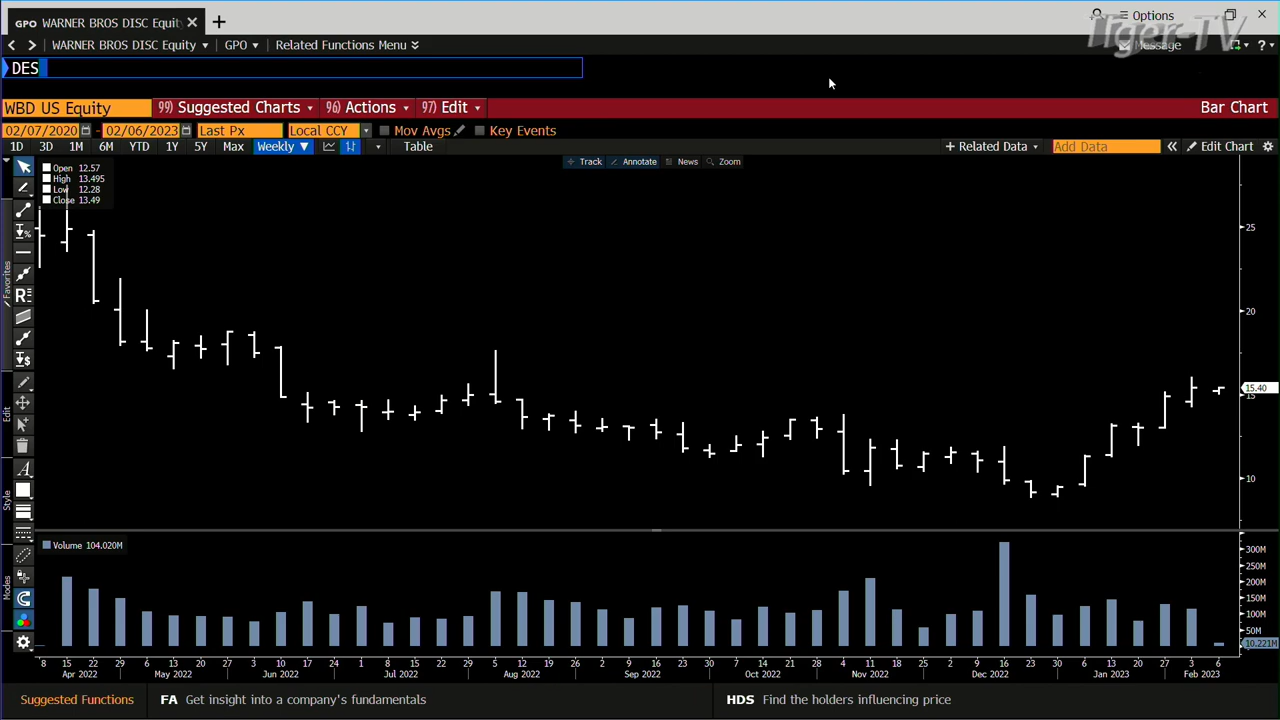 GPO WARNER BROS DISC Equit
Options
WARNER BROS DISC Equity GPO Related Functions Menu Message ?
Tiger-TV
DES
WBD US Equity 99) Suggested Charts 96) Actions 97) Edit Bar Chart
02/07/2020 - 02/06/2023 Last Px Local CCY Mov Avgs Key Events
1D 3D 1M 6M YTD 1Y 5Y Max Weekly ▼ Table + Related Data Add Data « Edit Chart
Track Annotate News Zoom
Open 12.57
High 13.495
Low 12.28
Close 13.49
Favorites
Edit
Style
Modes
25
20
15.40
15
10
Volume 104.020M
300M
250M
200M
150M
100M
50M
10.221M
8 15 22 29 6 13 20 27 3 10 17 24 1 8 15 22 29 5 12 19 26 2 9 16 23 30 7 14 21 28 4 11 18 25 2 9 16 23 30 6 13 20 27 3 6
Apr 2022 May 2022 Jun 2022 Jul 2022 Aug 2022 Sep 2022 Oct 2022 Nov 2022 Dec 2022 Jan 2023 Feb 2023
Suggested Functions FA Get insight into a company's fundamentals HDS Find the holders influencing price